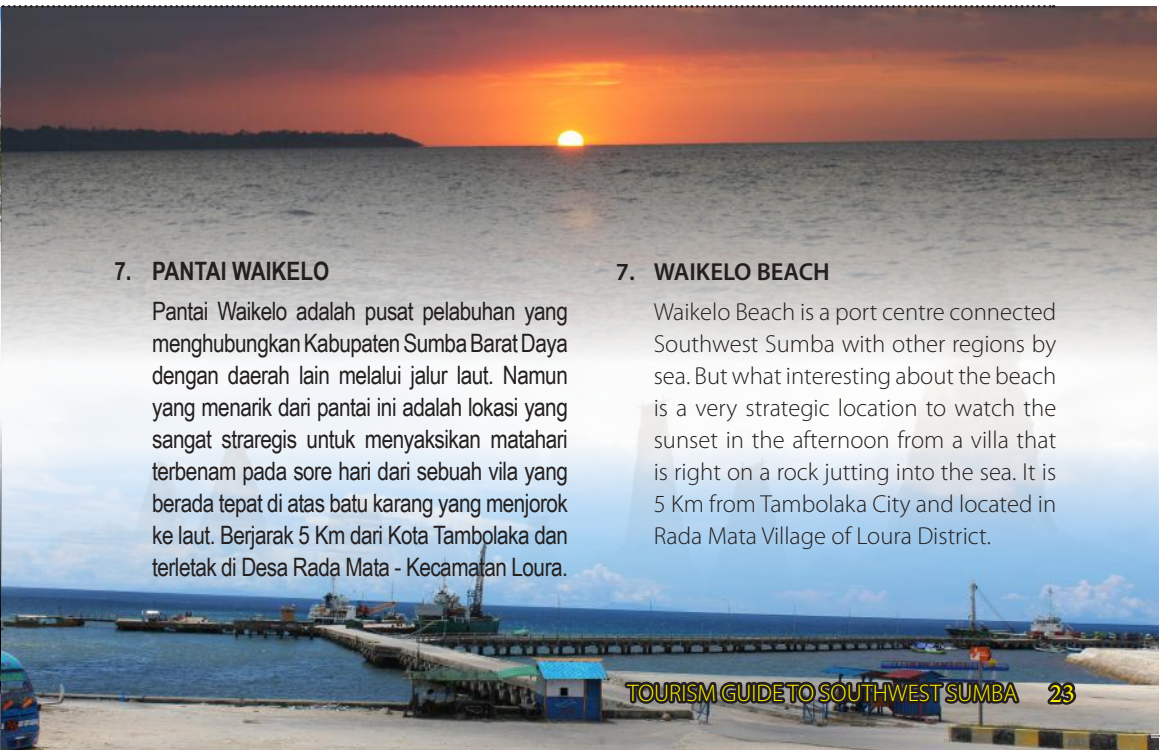 7. PANTAI WAIKELO
Pantai Waikelo adalah pusat pelabuhan yang
menghubungkan Kabupaten Sumba Barat Daya
dengan daerah lain melalui jalur laut. Namun
yang menarik dari pantai ini adalah lokasi yang
sangat straregis untuk menyaksikan matahari
terbenam pada sore hari dari sebuah vila yang
berada tepat di atas batu karang yang menjorok
ke laut. Berjarak 5 Km dari Kota Tambolaka dan
terletak di Desa Rada Mata - Kecamatan Loura.
7. WAIKELO BEACH
Waikelo Beach is a port centre connected
Southwest Sumba with other regions by
sea. But what interesting about the beach
is a very strategic location to watch the
sunset in the afternoon from a villa that
is right on a rock jutting into the sea. It is
5 Km from Tambolaka City and located in
Rada Mata Village of Loura District.
TOURISM GUIDE TO SOUTHWEST SUMBA 23